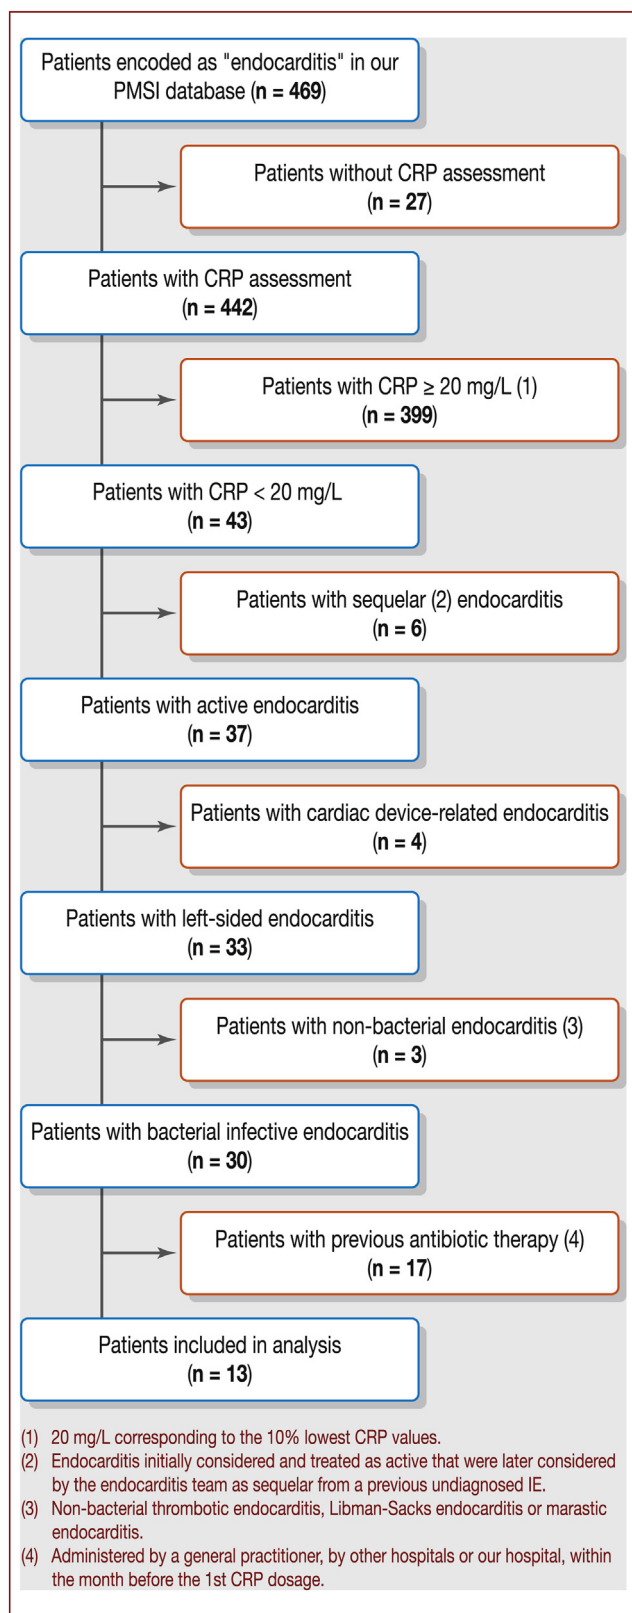 Patients encoded as "endocarditis" in our
PMSI database (n = 469)
Patients without CRP assessment
(n = 27)
Patients with CRP assessment
(n = 442)
Patients with CRP ≥ 20 mg/L (1)
(n = 399)
Patients with CRP < 20 mg/L
(n = 43)
Patients with sequelar (2) endocarditis
(n = 6)
Patients with active endocarditis
(n = 37)
Patients with cardiac device-related endocarditis
(n = 4)
Patients with left-sided endocarditis
(n = 33)
Patients with non-bacterial endocarditis (3)
(n = 3)
Patients with bacterial infective endocarditis
(n = 30)
Patients with previous antibiotic therapy (4)
(n = 17)
Patients included in analysis
(n = 13)
(1) 20 mg/L corresponding to the 10% lowest CRP values.
(2) Endocarditis initially considered and treated as active that were later considered
by the endocarditis team as sequelar from a previous undiagnosed IE.
(3) Non-bacterial thrombotic endocarditis, Libman-Sacks endocarditis or marastic
endocarditis.
(4) Administered by a general practitioner, by other hospitals or our hospital, within
the month before the 1st CRP dosage.